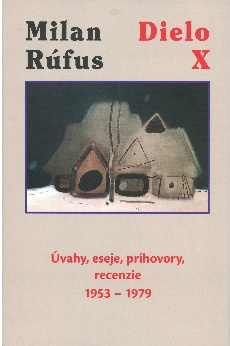 Milan Dielo
Rúfus X
Úvahy, eseje, príhovory,
recenzie
1953 – 1979